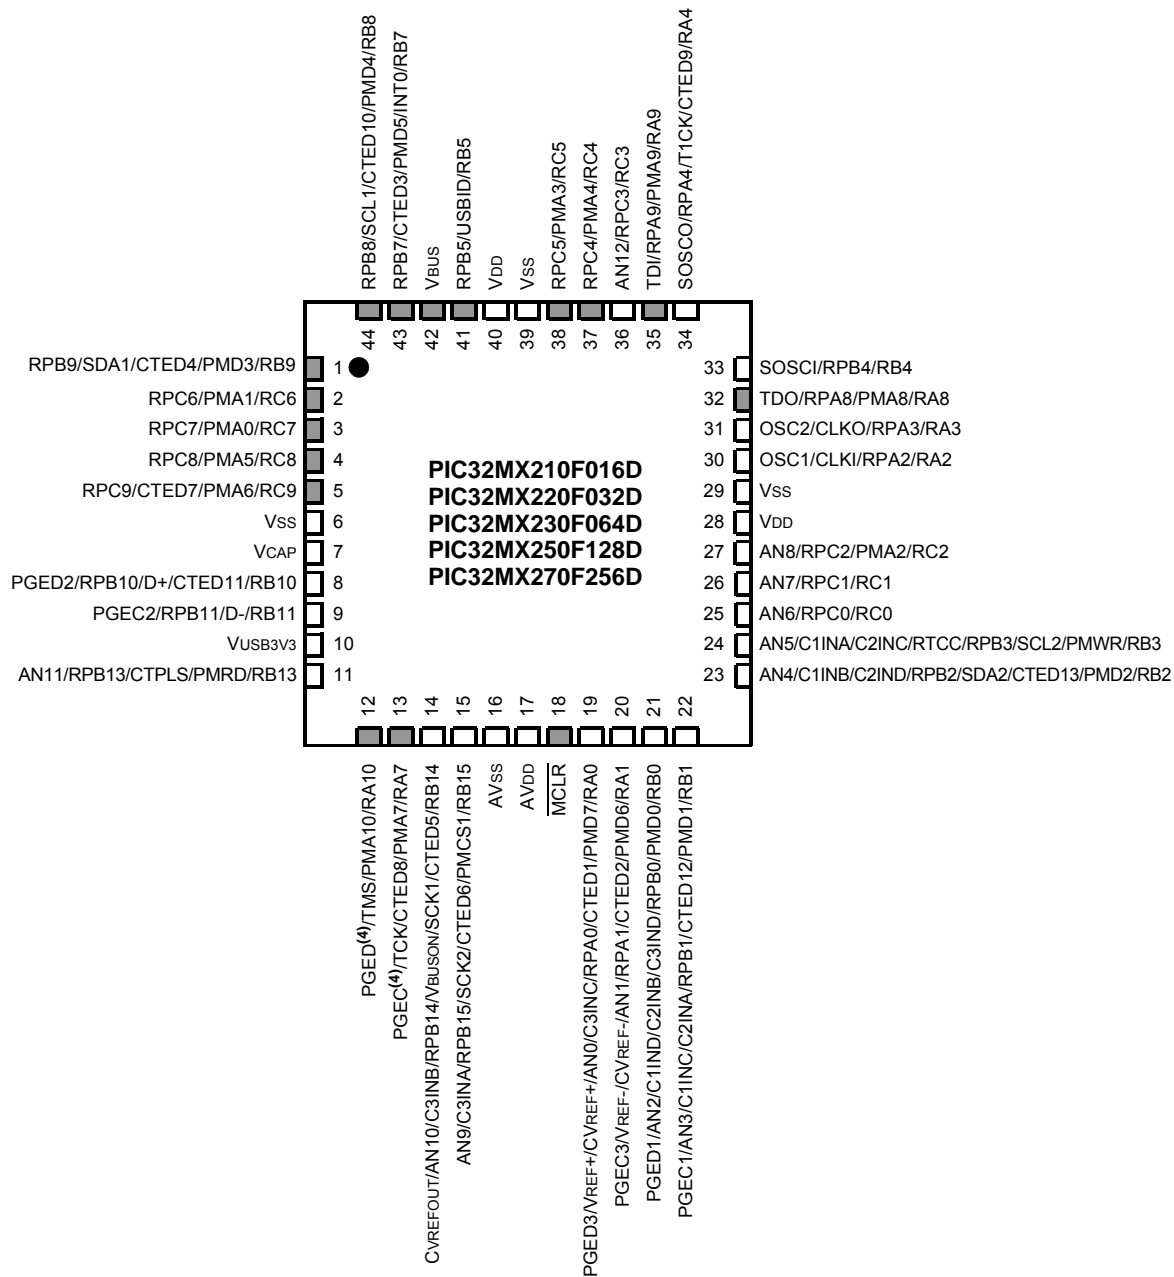 RPB8/SCL1/CTED10/PMD4/RB8
RPB7/CTED3/PMD5/INT0/RB7
VBUS
RPB5/USBID/RB5
VDD
VSS
RPC5/PMA3/RC5
RPC4/PMA4/RC4
AN12/RPC3/RC3
TDI/RPA9/PMA9/RA9
SOSCO/RPA4/T1CK/CTED9/RA4
44 43 42 41 40 39 38 37 36 35 34
RPB9/SDA1/CTED4/PMD3/RB9 1
RPC6/PMA1/RC6 2
RPC7/PMA0/RC7 3
RPC8/PMA5/RC8 4
RPC9/CTED7/PMA6/RC9 5
VSS 6
VCAP 7
PGED2/RPB10/D+/CTED11/RB10 8
PGEC2/RPB11/D-/RB11 9
VUSB3V3 10
AN11/RPB13/CTPLS/PMRD/RB13 11
PIC32MX210F016D
PIC32MX220F032D
PIC32MX230F064D
PIC32MX250F128D
PIC32MX270F256D
33 SOSCI/RPB4/RB4
32 TDO/RPA8/PMA8/RA8
31 OSC2/CLKO/RPA3/RA3
30 OSC1/CLKI/RPA2/RA2
29 VSS
28 VDD
27 AN8/RPC2/PMA2/RC2
26 AN7/RPC1/RC1
25 AN6/RPC0/RC0
24 AN5/C1INA/C2INC/RTCC/RPB3/SCL2/PMWR/RB3
23 AN4/C1INB/C2IND/RPB2/SDA2/CTED13/PMD2/RB2
12 13 14 15 16 17 18 19 20 21 22
PGED(4)/TMS/PMA10/RA10
PGEC(4)/TCK/CTED8/PMA7/RA7
CVREFOUT/AN10/C3INB/RPB14/VBUSON/SCK1/CTED5/RB14
AN9/C3INA/RPB15/SCK2/CTED6/PMCS1/RB15
AVSS
AVDD
MCLR
PGED3/VREF+/CVREF+/AN0/C3INC/RPA0/CTED1/PMD7/RA0
PGEC3/VREF-/CVREF-/AN1/RPA1/CTED2/PMD6/RA1
PGED1/AN2/C1IND/C2INB/C3IND/RPB0/PMD0/RB0
PGEC1/AN3/C1INC/C2INA/RPB1/CTED12/PMD1/RB1